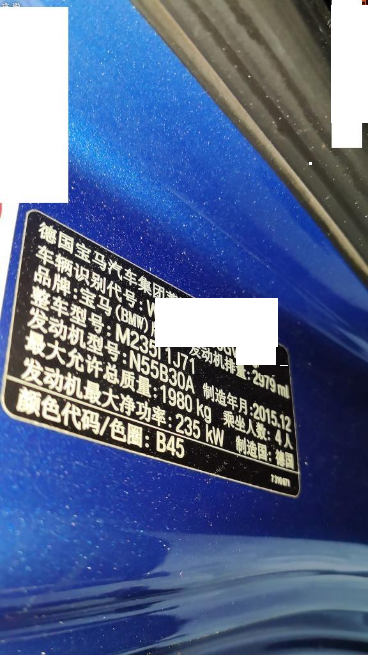 德国宝马汽车集团
车辆识别代号: W
品牌: 宝马(BMW)
整车型号: M235i1J71 发动机排量: 2979 ml
发动机型号: N55B30A 制造年月: 2015.12
最大允许总质量: 1980 kg 乘坐人数: 4 人
发动机最大净功率: 235 kW 制造国: 德国
颜色代码/色圈: B45